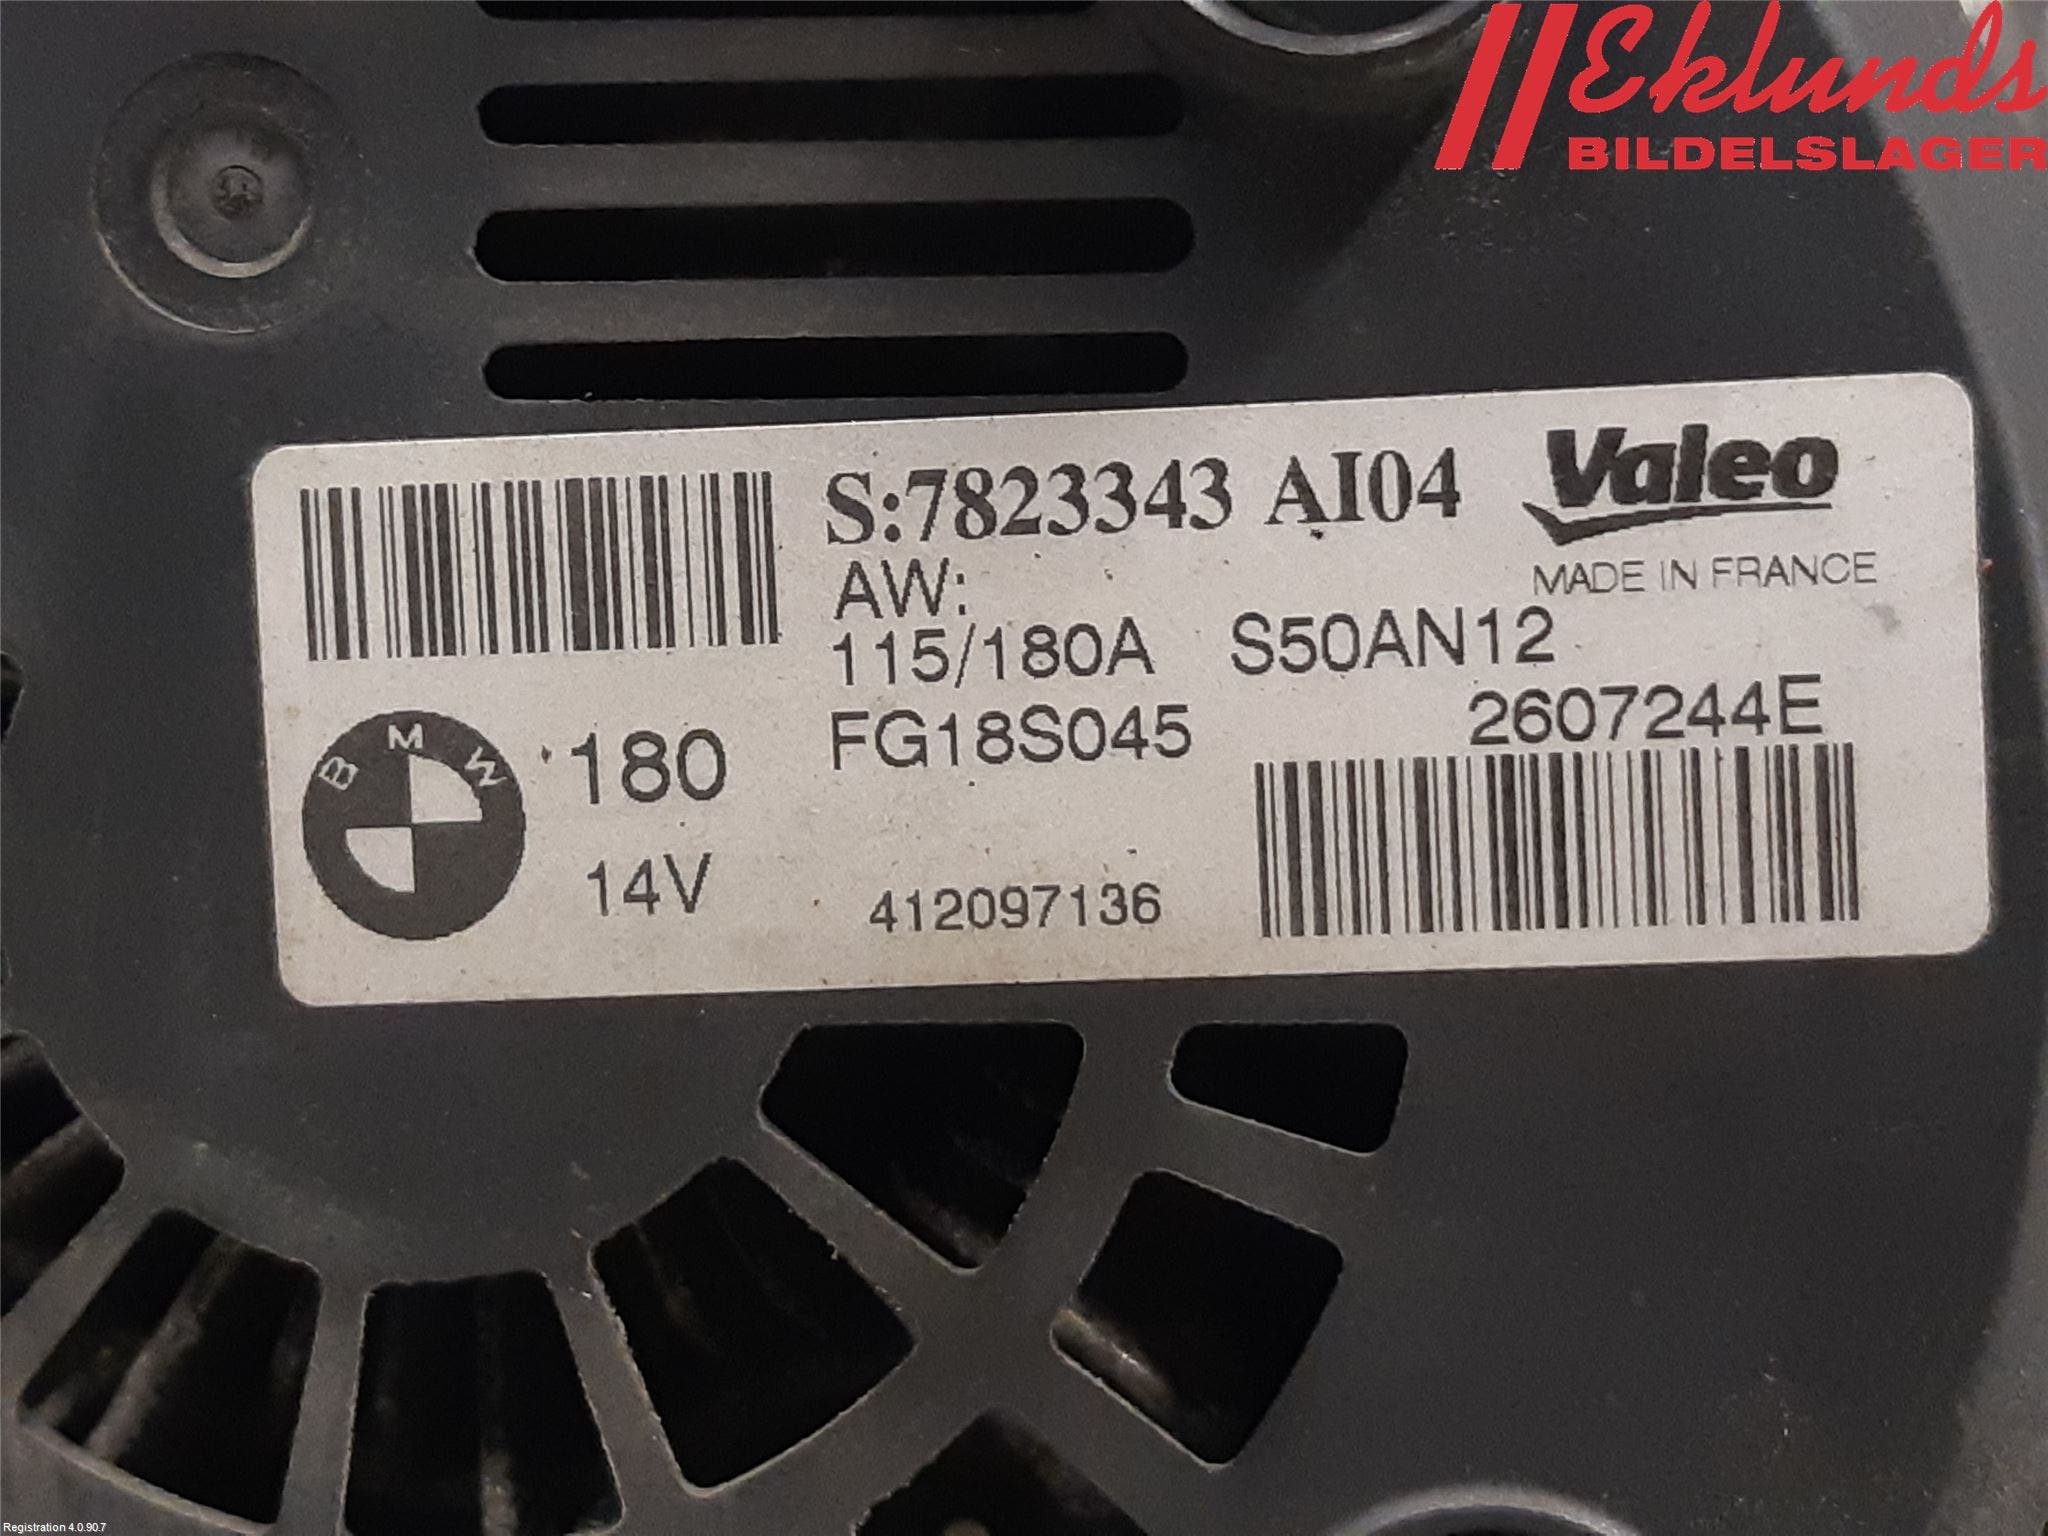 Eklunds
BILDELSLAGER
S:7823343 AI04
Valeo
MADE IN FRANCE
AW:
115/180A S50AN12
FG18S045
2607244E
BMW
180
14V
412097136
Registration 4.0.90.7